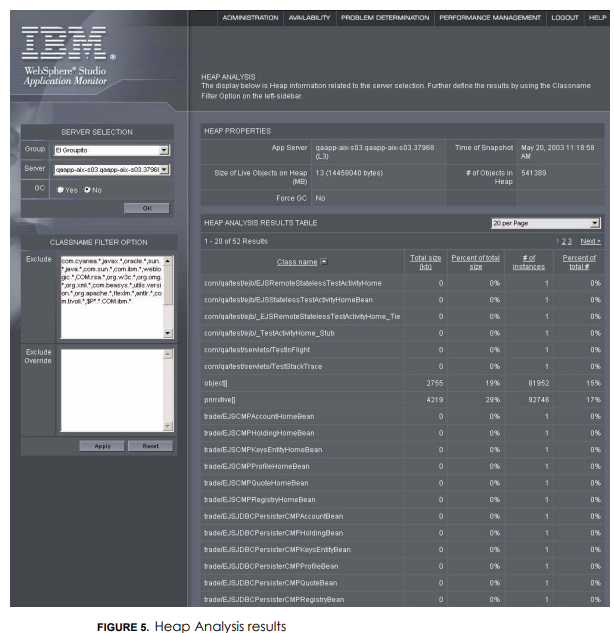 ADMINISTRATION AVAILABILITY PROBLEM DETERMINATION PERFORMANCE MANAGEMENT LOGOUT HELP
IBM
WebSphere® Studio
Application Monitor
HEAP ANALYSIS
The display below is Heap information related to the server selection. Further define the results by using the Classname
Filter Option on the left-sidebar.
SERVER SELECTION
Group El Groupito
Server qaapp-aix-s03.qaapp-aix-s03.3796
GC Yes No
OK
CLASSNAME FILTER OPTION
Exclude com.cyanea.*,javax.*,oracle.*,sun.
*,java.*,com.sun.*,com.ibm.*,weblo
gic.*,COM.rsa.*,org.w3c.*,org.omg.
*,org.xml.*,com.beasys.*,utils.versi
on.*,org.apache.*,flexlm.*,antlr.*,co
m.tivoli.*,$P*.*,COM.ibm.*
Exclude
Override
Apply Reset
HEAP PROPERTIES
App Server qaapp-aix-s03.qaapp-aix-s03.37968
(L3)
Time of Snapshot May 20, 2003 11:18:58
AM
Size of Live Objects on Heap
(MB) 13 (14459040 bytes)
# of Objects in
Heap 541389
Force GC No
HEAP ANALYSIS RESULTS TABLE 20 per Page
1 - 20 of 52 Results 1 2 3 Next >
Class name Total size
(kb) Percent of total
size # of
instances Percent of
total #
com/qa/test/ejb/EJSRemoteStatelessTestActivityHome 0 0% 1 0%
com/qa/test/ejb/EJSStatelessTestActivityHomeBean 0 0% 1 0%
com/qa/test/ejb/_EJSRemoteStatelessTestActivityHome_Tie 0 0% 1 0%
com/qa/test/ejb/_TestActivityHome_Stub 0 0% 1 0%
com/qa/test/servlets/TestInFlight 0 0% 1 0%
com/qa/test/servlets/TestStackTrace 0 0% 1 0%
object[] 2755 19% 81952 15%
primitive[] 4219 29% 92746 17%
trade/EJSCMPAccountHomeBean 0 0% 1 0%
trade/EJSCMPHoldingHomeBean 0 0% 1 0%
trade/EJSCMPKeysEntityHomeBean 0 0% 1 0%
trade/EJSCMPProfileHomeBean 0 0% 1 0%
trade/EJSCMPQuoteHomeBean 0 0% 1 0%
trade/EJSCMPRegistryHomeBean 0 0% 1 0%
trade/EJSJDBCPersisterCMPAccountBean 0 0% 1 0%
trade/EJSJDBCPersisterCMPHoldingBean 0 0% 1 0%
trade/EJSJDBCPersisterCMPKeysEntityBean 0 0% 1 0%
trade/EJSJDBCPersisterCMPProfileBean 0 0% 1 0%
trade/EJSJDBCPersisterCMPQuoteBean 0 0% 1 0%
trade/EJSJDBCPersisterCMPRegistryBean 0 0% 1 0%
FIGURE 5. Heap Analysis results